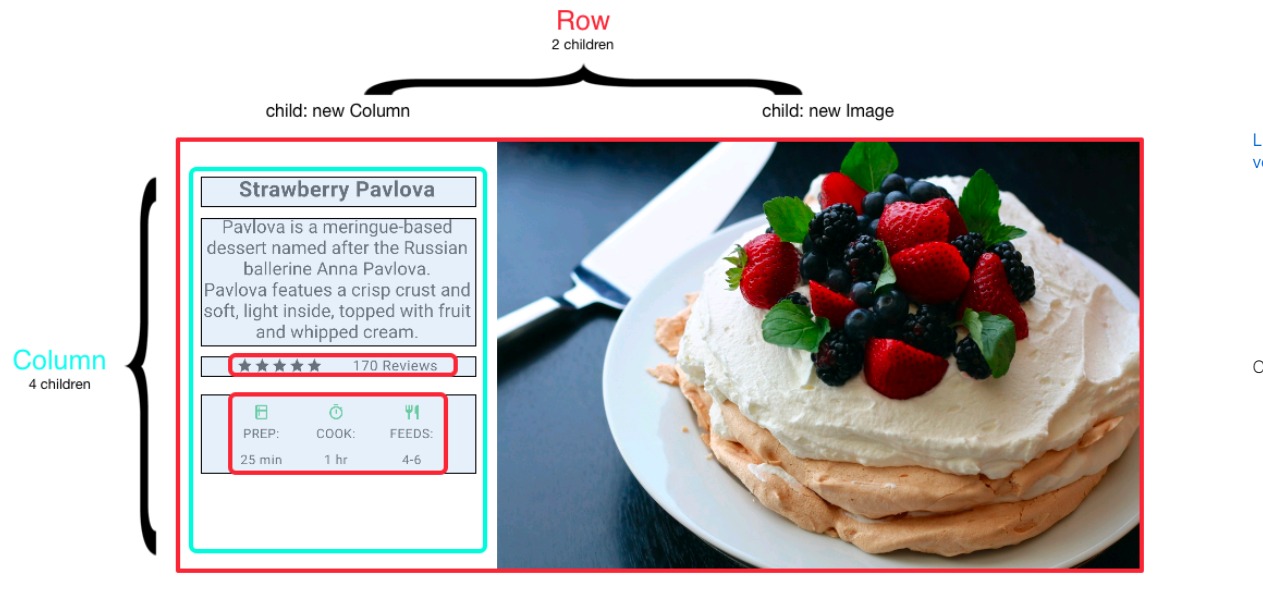 Row
2 children
child: new Column
child: new Image
Strawberry Pavlova
Pavlova is a meringue-based
dessert named after the Russian
ballerine Anna Pavlova.
Pavlova featues a crisp crust and
soft, light inside, topped with fruit
and whipped cream.
170 Reviews
Column
4 children
PREP: COOK: FEEDS:
25 min 1 hr 4-6